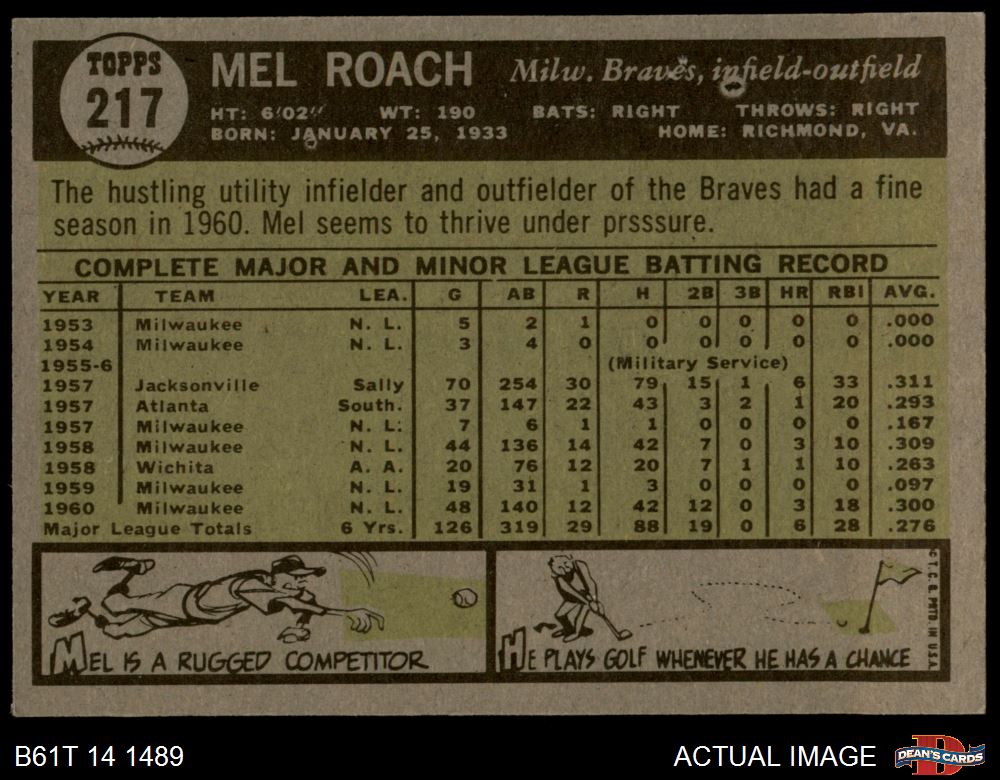 TOPPS
217
MEL ROACH Milw. Braves, infield-outfield
HT: 6'02" WT: 190 BATS: RIGHT THROWS: RIGHT
BORN: JANUARY 25, 1933 HOME: RICHMOND, VA.
The hustling utility infielder and outfielder of the Braves had a fine
season in 1960. Mel seems to thrive under prsssure.
COMPLETE MAJOR AND MINOR LEAGUE BATTING RECORD
YEAR TEAM LEA. G AB R H 2B 3B HR RBI AVG.
1953 Milwaukee N. L. 5 2 1 0 0 0 0 0 .000
1954 Milwaukee N. L. 3 4 0 0 0 0 0 0 .000
1955-6 (Military Service)
1957 Jacksonville Sally 70 254 30 79 15 1 6 33 .311
1957 Atlanta South. 37 147 22 43 3 2 1 20 .293
1957 Milwaukee N. L. 7 6 1 1 0 0 0 0 .167
1958 Milwaukee N. L. 44 136 14 42 7 0 3 10 .309
1958 Wichita A. A. 20 76 12 20 7 1 1 10 .263
1959 Milwaukee N. L. 19 31 1 3 0 0 0 0 .097
1960 Milwaukee N. L. 48 140 12 42 12 0 3 18 .300
Major League Totals 6 Yrs. 126 319 29 88 19 0 6 28 .276
MEL IS A RUGGED COMPETITOR
HE PLAYS GOLF WHENEVER HE HAS A CHANCE
© T. C. G. PRTD. IN U.S.A.
B61T 14 1489
ACTUAL IMAGE
D
DEAN'S CARDS